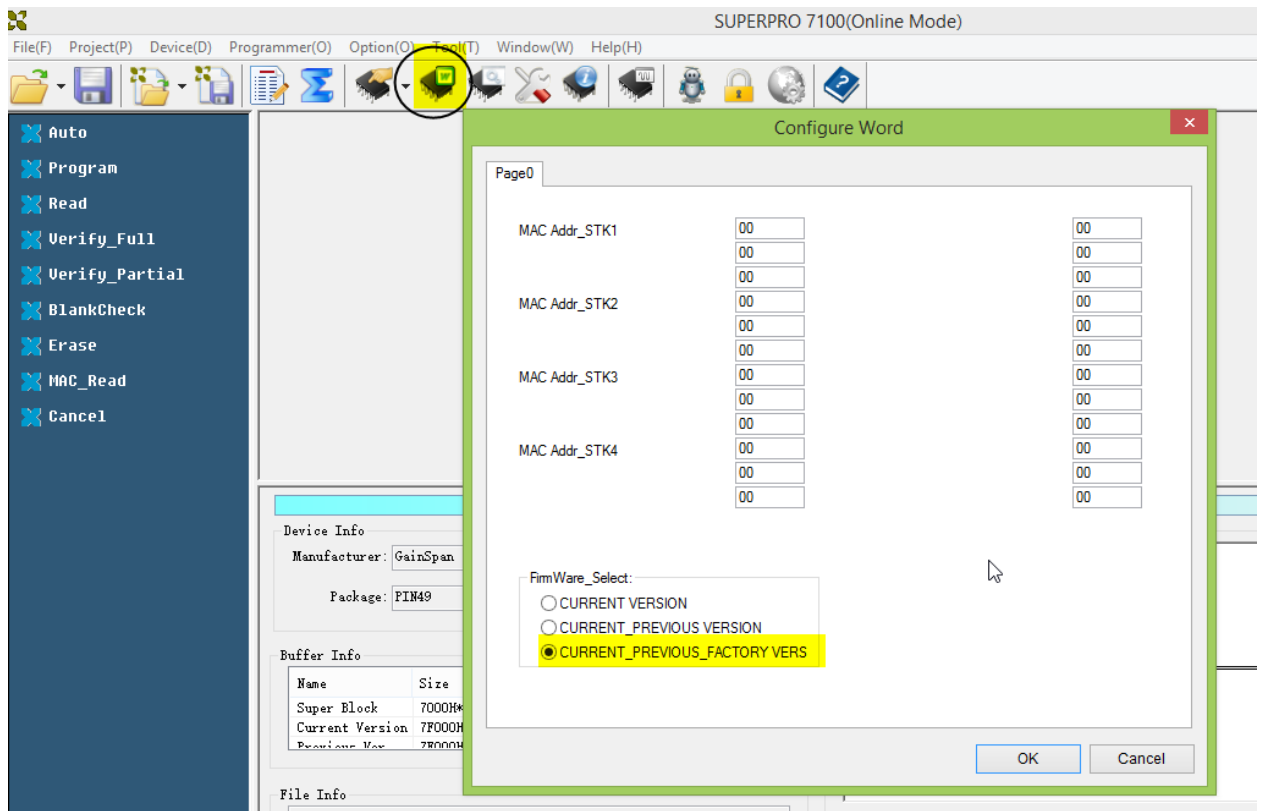 SUPERPRO 7100(Online Mode)
File(F) Project(P) Device(D) Programmer(O) Option(O) Tool(T) Window(W) Help(H)
Auto
Program
Read
Verify_Full
Verify_Partial
BlankCheck
Erase
MAC_Read
Cancel
Configure Word
Page0
MAC Addr_STK1 00 00
00 00
00 00
MAC Addr_STK2 00 00
00 00
00 00
MAC Addr_STK3 00 00
00 00
00 00
MAC Addr_STK4 00 00
00 00
00 00
FirmWare_Select:
CURRENT VERSION
CURRENT_PREVIOUS VERSION
CURRENT_PREVIOUS_FACTORY VERS
OK Cancel
Device Info
Manufacturer: GainSpan
Package: PIN49
Buffer Info
Name Size
Super Block 7000H*
Current Version 7F000H
Previous Ver 7F000H
File Info